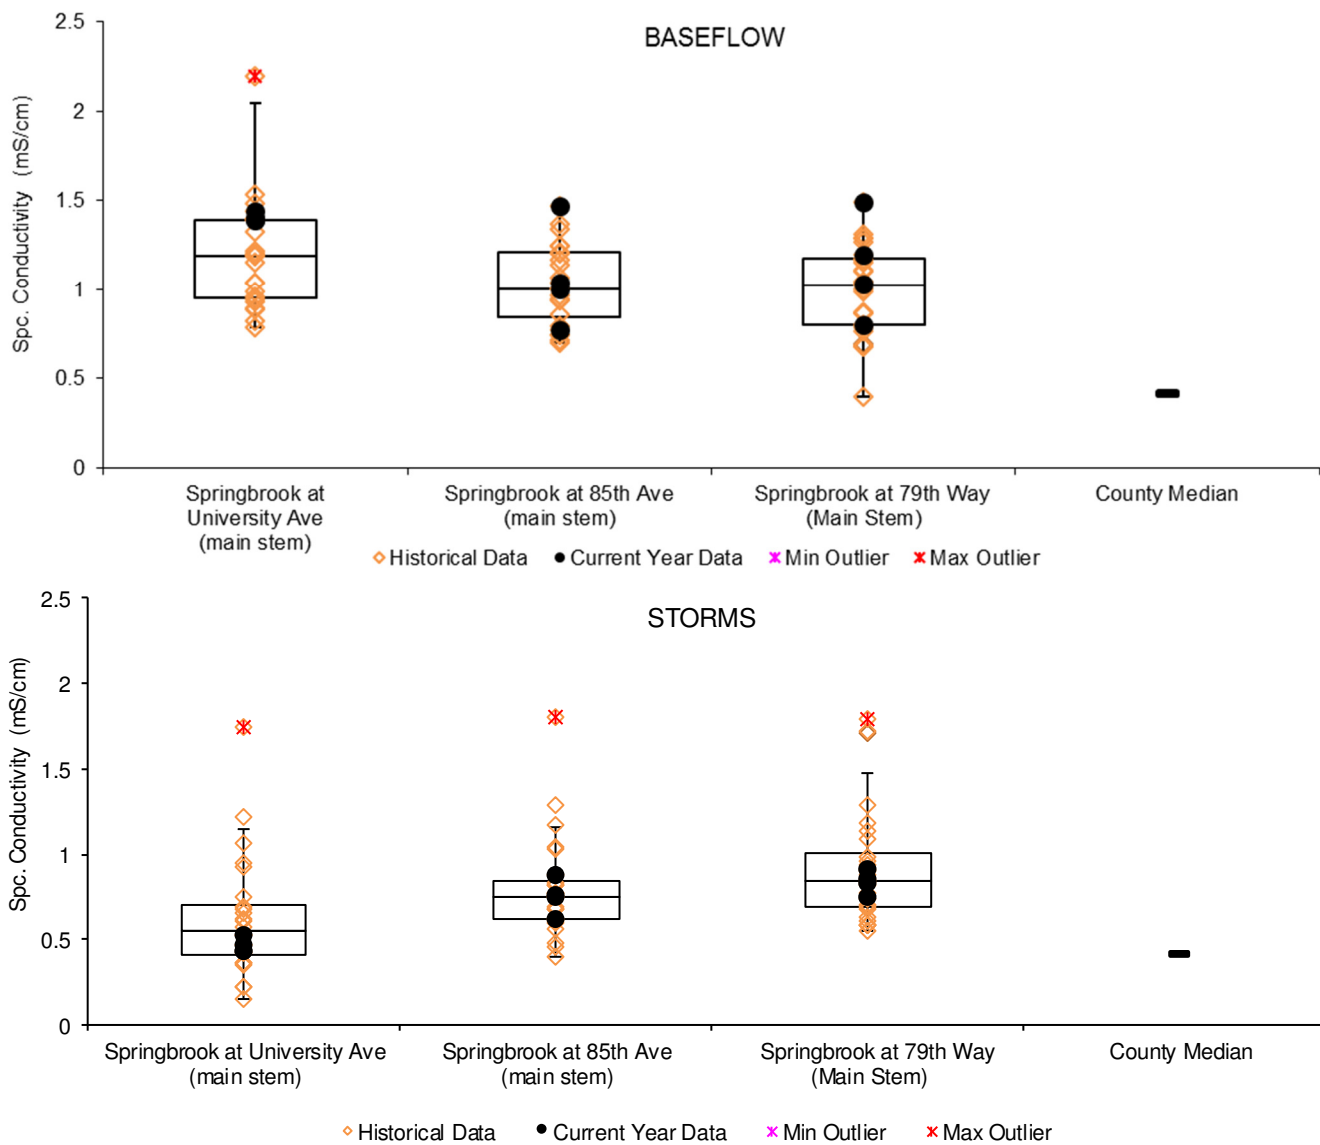 BASEFLOW
Spc. Conductivity (mS/cm)
2.5
2
1.5
1
0.5
0
Springbrook at
University Ave
(main stem)
Springbrook at 85th Ave
(main stem)
Springbrook at 79th Way
(Main Stem)
County Median
Historical Data
Current Year Data
Min Outlier
Max Outlier
STORMS
Spc. Conductivity (mS/cm)
2.5
2
1.5
1
0.5
0
Springbrook at University Ave
(main stem)
Springbrook at 85th Ave
(main stem)
Springbrook at 79th Way
(Main Stem)
County Median
Historical Data
Current Year Data
Min Outlier
Max Outlier